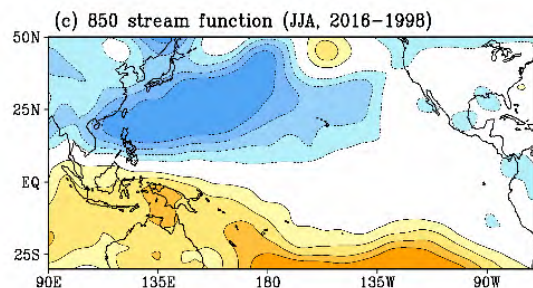 (c) 850 stream function (JJA, 2016-1998)
50N
25N
EQ
25S
90E 135E 180 135W 90W